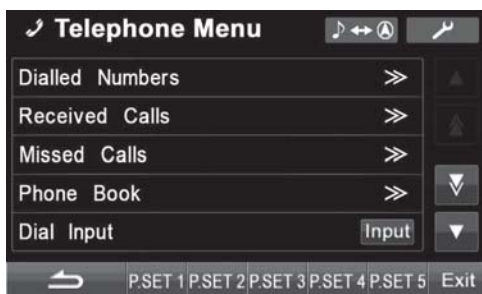 Telephone Menu
Dialled Numbers
Received Calls
Missed Calls
Phone Book
Dial Input Input
P.SET 1 P.SET 2 P.SET 3 P.SET 4 P.SET 5 Exit